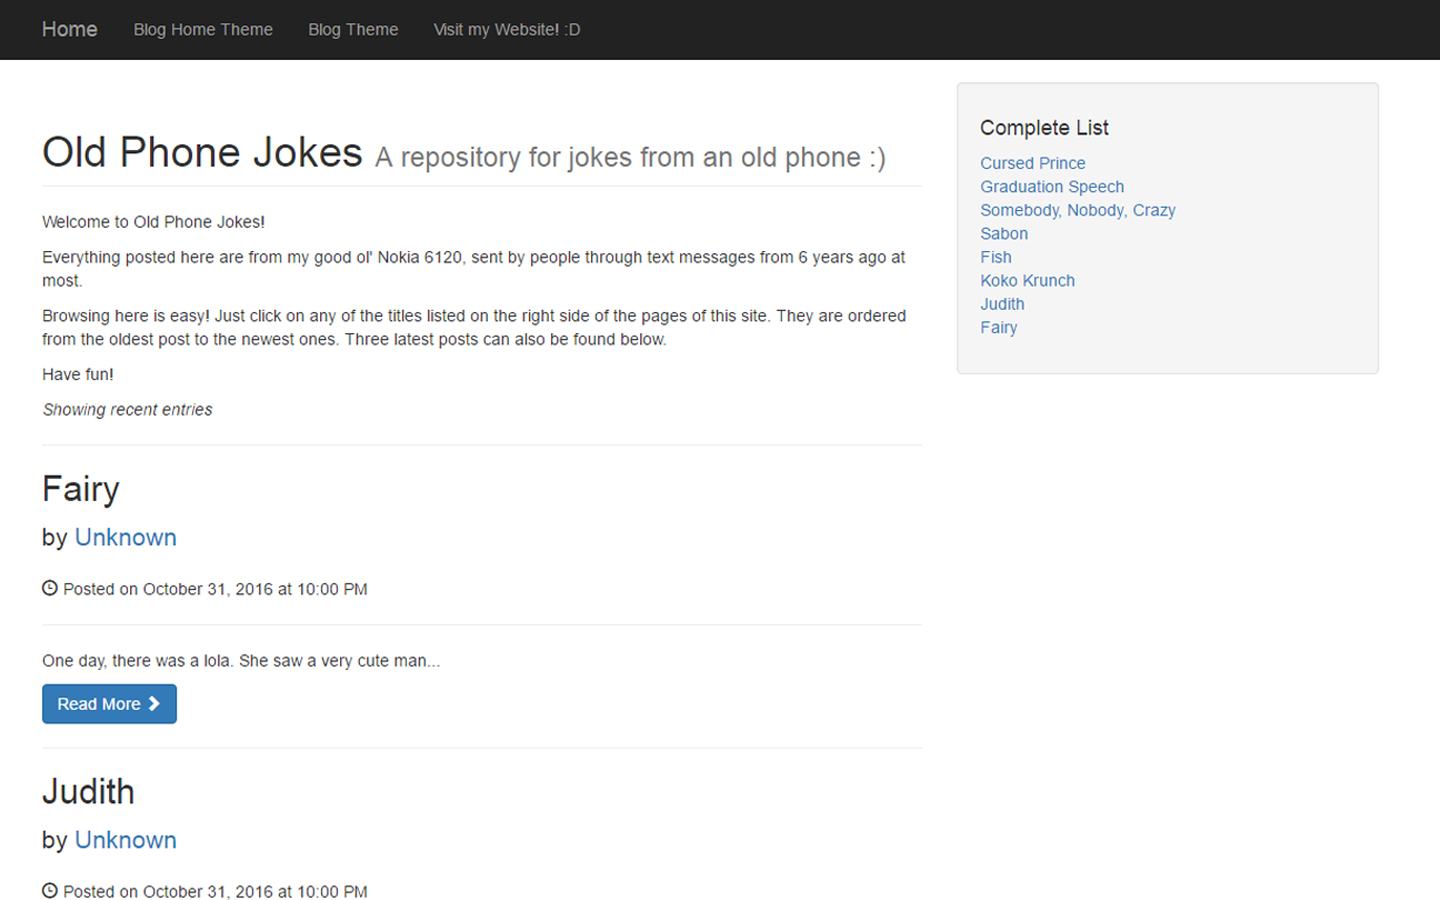 Home Blog Home Theme Blog Theme Visit my Website! :D
Old Phone Jokes A repository for jokes from an old phone :)
Welcome to Old Phone Jokes!
Everything posted here are from my good ol' Nokia 6120, sent by people through text messages from 6 years ago at
most.
Browsing here is easy! Just click on any of the titles listed on the right side of the pages of this site. They are ordered
from the oldest post to the newest ones. Three latest posts can also be found below.
Have fun!
Showing recent entries
Fairy
by Unknown
Posted on October 31, 2016 at 10:00 PM
One day, there was a lola. She saw a very cute man...
Read More
Judith
by Unknown
Posted on October 31, 2016 at 10:00 PM
Complete List
Cursed Prince
Graduation Speech
Somebody, Nobody, Crazy
Sabon
Fish
Koko Krunch
Judith
Fairy